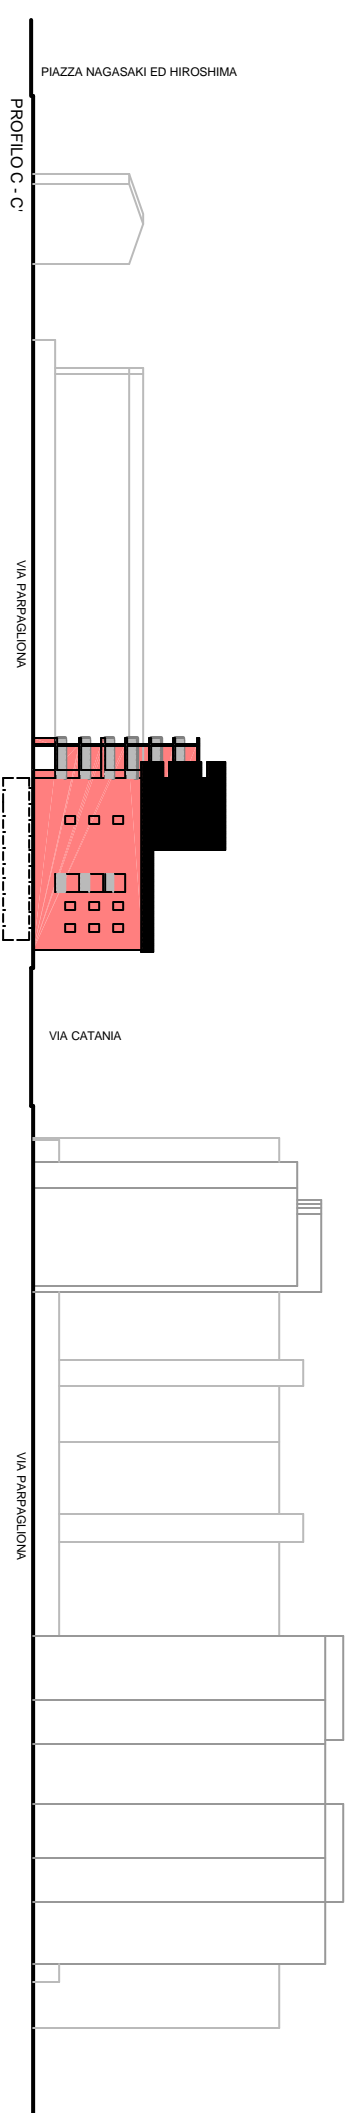 PIAZZA NAGASAKI ED HIROSHIMA
PROFILO C - C'
VIA PARPAGLIONA
VIA CATANIA
VIA PARPAGLIONA